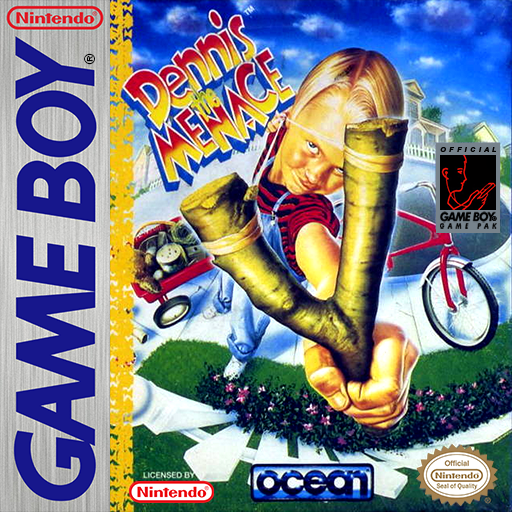 Nintendo
GAME BOY
®
Dennis
the
MENACE
™
OFFICIAL
GAME BOY
GAME PAK
LICENSED BY
Nintendo
ocean
Official
Nintendo
Seal of Quality